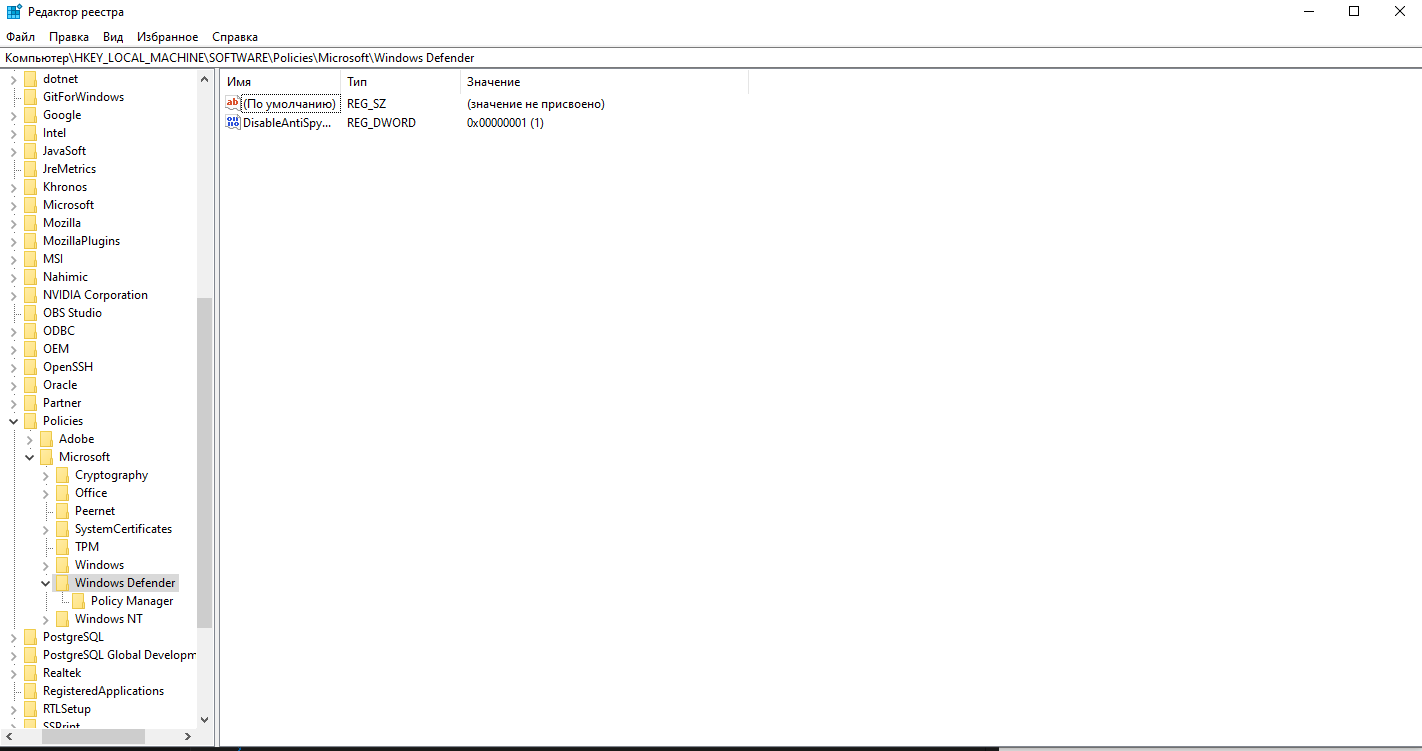 Редактор реестра
Файл Правка Вид Избранное Справка
Компьютер\HKEY_LOCAL_MACHINE\SOFTWARE\Policies\Microsoft\Windows Defender
dotnet
GitForWindows
Google
Intel
JavaSoft
JreMetrics
Khronos
Microsoft
Mozilla
MozillaPlugins
MSI
Nahimic
NVIDIA Corporation
OBS Studio
ODBC
OEM
OpenSSH
Oracle
Partner
Policies
Adobe
Microsoft
Cryptography
Office
Peernet
SystemCertificates
TPM
Windows
Windows Defender
Policy Manager
Windows NT
PostgreSQL
PostgreSQL Global Developm
Realtek
RegisteredApplications
RTLSetup
SSPrint
Имя Тип Значение
(По умолчанию) REG_SZ (значение не присвоено)
DisableAntiSpy... REG_DWORD 0x00000001 (1)